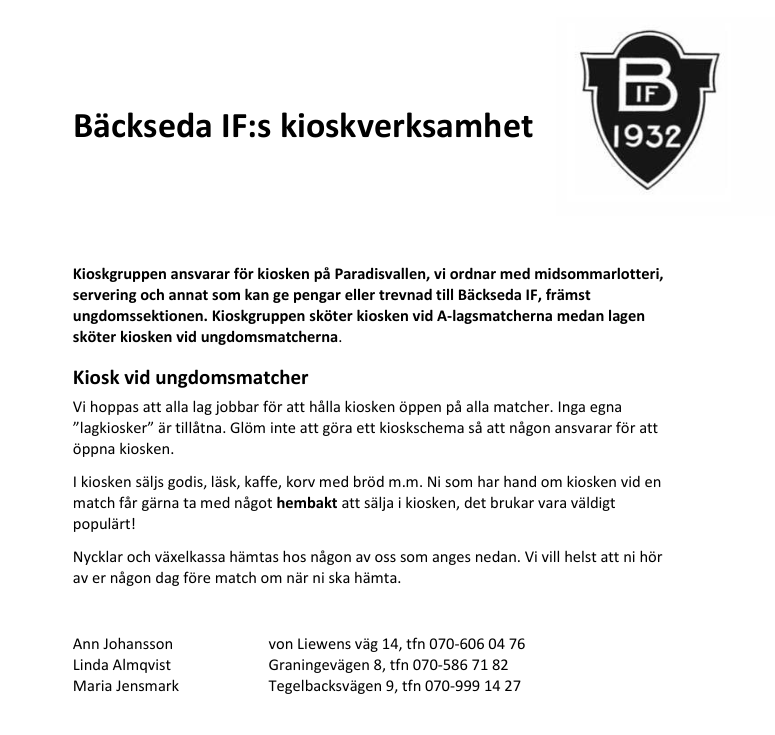 B
IF
1932
Bäckseda IF:s kioskverksamhet
Kioskgruppen ansvarar för kiosken på Paradisvallen, vi ordnar med midsommarlotteri,
servering och annat som kan ge pengar eller trevnad till Bäckseda IF, främst
ungdomssektionen. Kioskgruppen sköter kiosken vid A-lagsmatcherna medan lagen
sköter kiosken vid ungdomsmatcherna.
Kiosk vid ungdomsmatcher
Vi hoppas att alla lag jobbar för att hålla kiosken öppen på alla matcher. Inga egna
”lagkiosker” är tillåtna. Glöm inte att göra ett kioskschema så att någon ansvarar för att
öppna kiosken.
I kiosken säljs godis, läsk, kaffe, korv med bröd m.m. Ni som har hand om kiosken vid en
match får gärna ta med något hembakt att sälja i kiosken, det brukar vara väldigt
populärt!
Nycklar och växelkassa hämtas hos någon av oss som anges nedan. Vi vill helst att ni hör
av er någon dag före match om när ni ska hämta.
Ann Johansson von Liewens väg 14, tfn 070-606 04 76
Linda Almqvist Graningevägen 8, tfn 070-586 71 82
Maria Jensmark Tegelbacksvägen 9, tfn 070-999 14 27